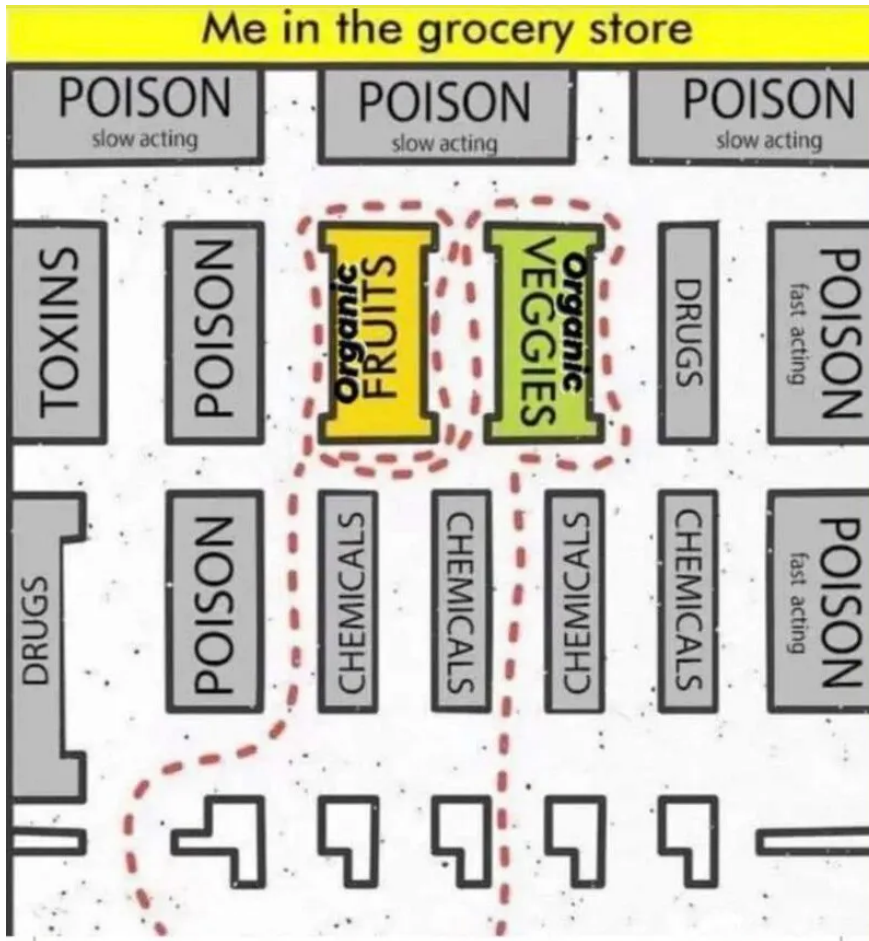 Me in the grocery store
POISON
slow acting
POISON
slow acting
POISON
slow acting
TOXINS
POISON
Organic
FRUITS
Organic
VEGGIES
DRUGS
POISON
fast acting
DRUGS
POISON
CHEMICALS
CHEMICALS
CHEMICALS
CHEMICALS
POISON
fast acting